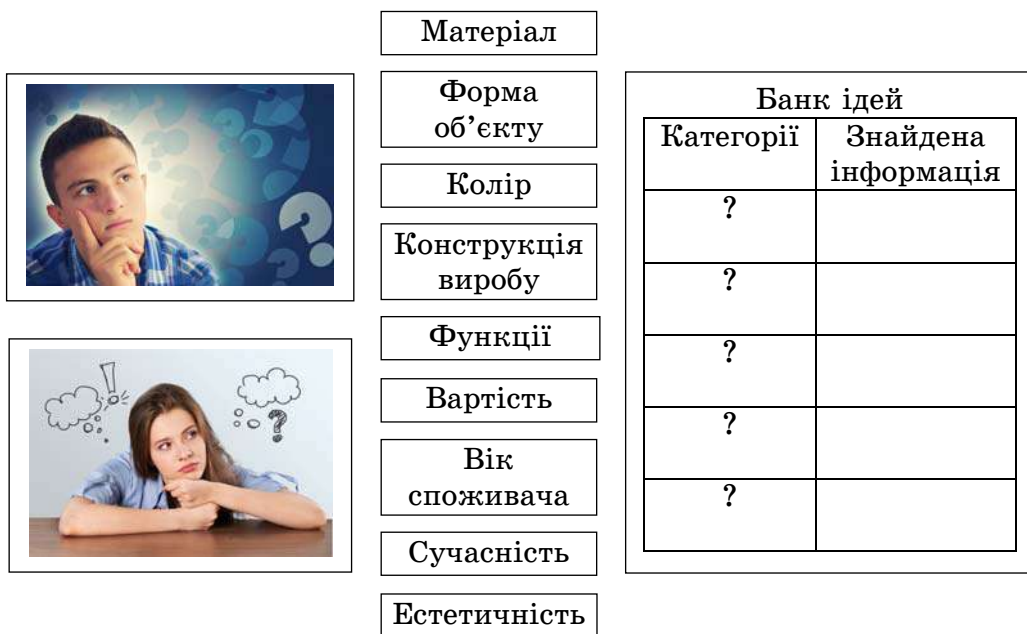 Матеріал
Форма
об’єкту
Колір
Конструкція
виробу
Функції
Вартість
Вік
споживача
Сучасність
Естетичність
Банк ідей
Категорії
Знайдена
інформація
?
?
?
?
?